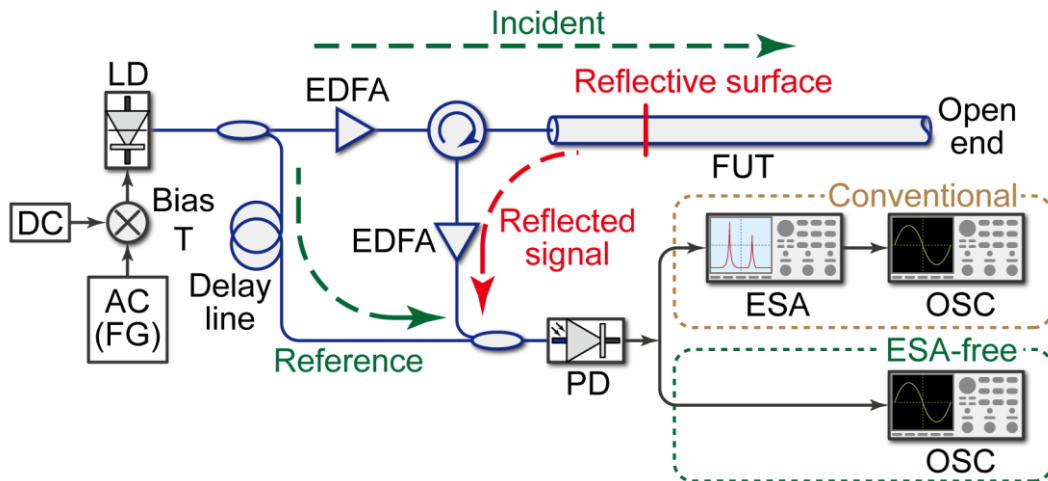 Incident
LD
EDFA
Reflective surface
Open
end
FUT
DC
Bias
T
AC
(FG)
Delay
line
EDFA
Reflected
signal
Reference
PD
Conventional
ESA
OSC
ESA-free
OSC